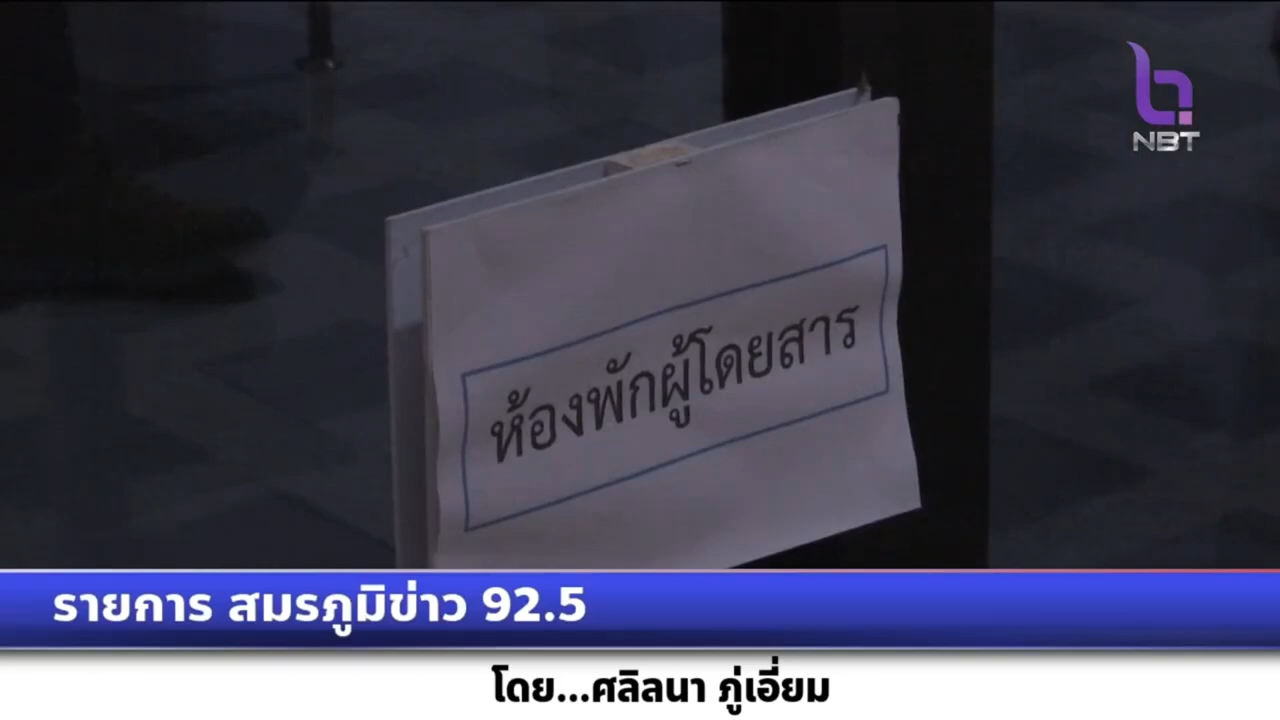 NBT
ห้องพักผู้โดยสาร
รายการ สมรภูมิข่าว 92.5
โดย...ศลิลนา ภู่เอี่ยม